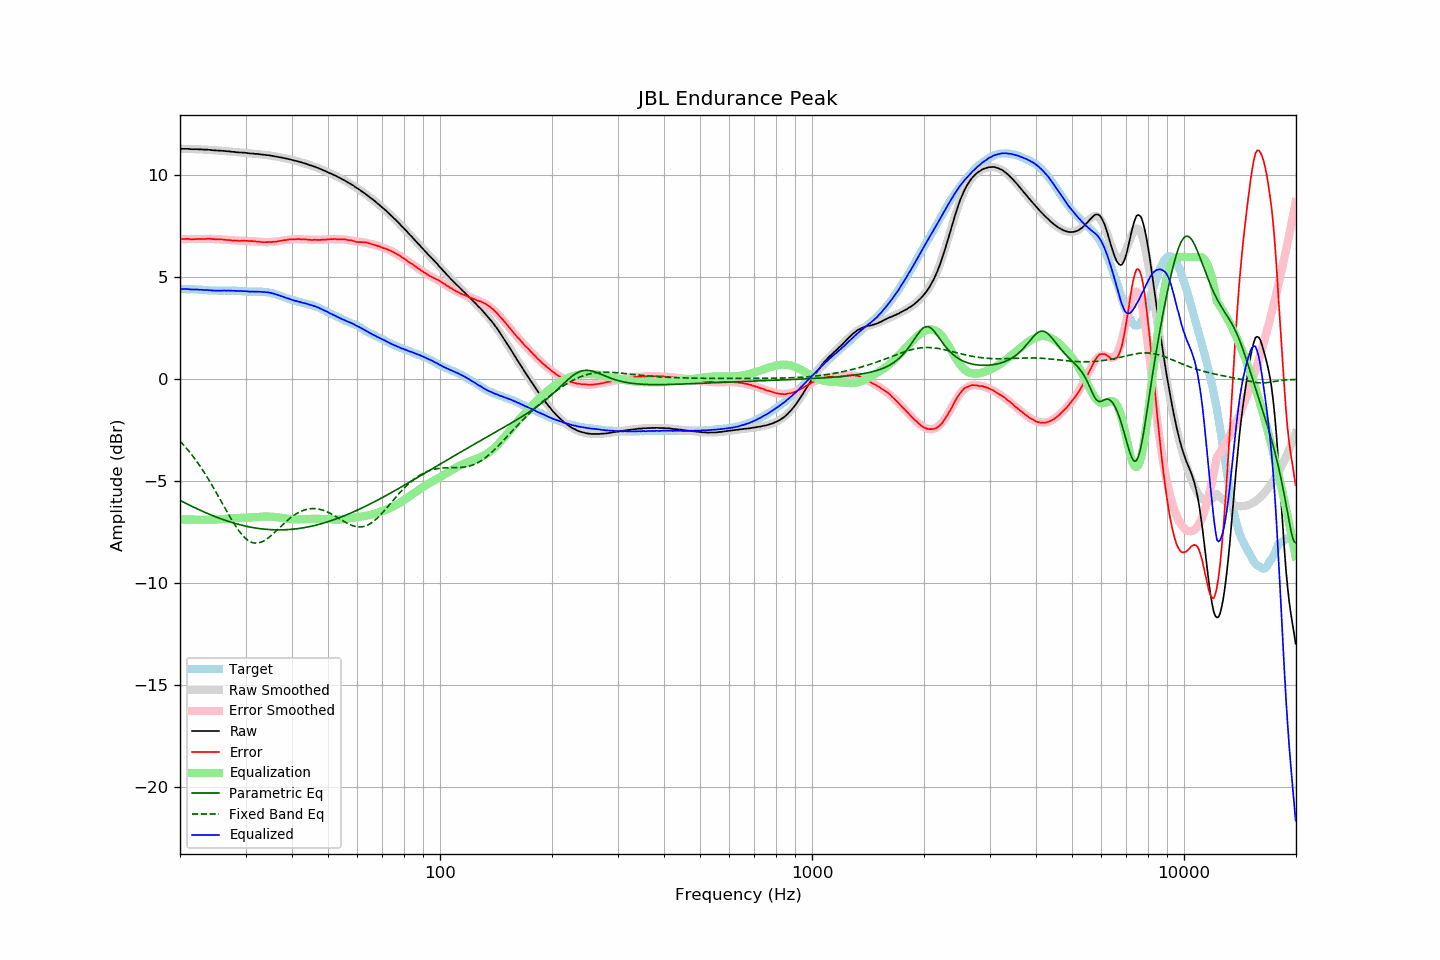 JBL Endurance Peak
Amplitude (dBr)
10
5
0
−5
−10
−15
−20
Target
Raw Smoothed
Error Smoothed
Raw
Error
Equalization
Parametric Eq
Fixed Band Eq
Equalized
100
1000
10000
Frequency (Hz)